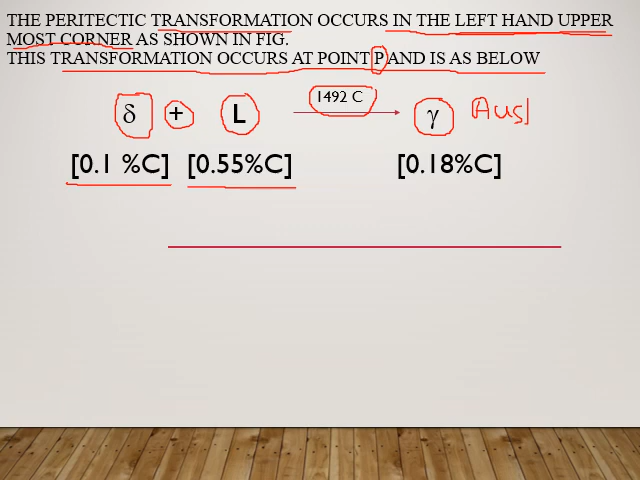 THE PERITECTIC TRANSFORMATION OCCURS IN THE LEFT HAND UPPER
MOST CORNER AS SHOWN IN FIG.
THIS TRANSFORMATION OCCURS AT POINT P AND IS AS BELOW
δ + L 1492 C γ Aus
[0.1 %C] [0.55%C] [0.18%C]